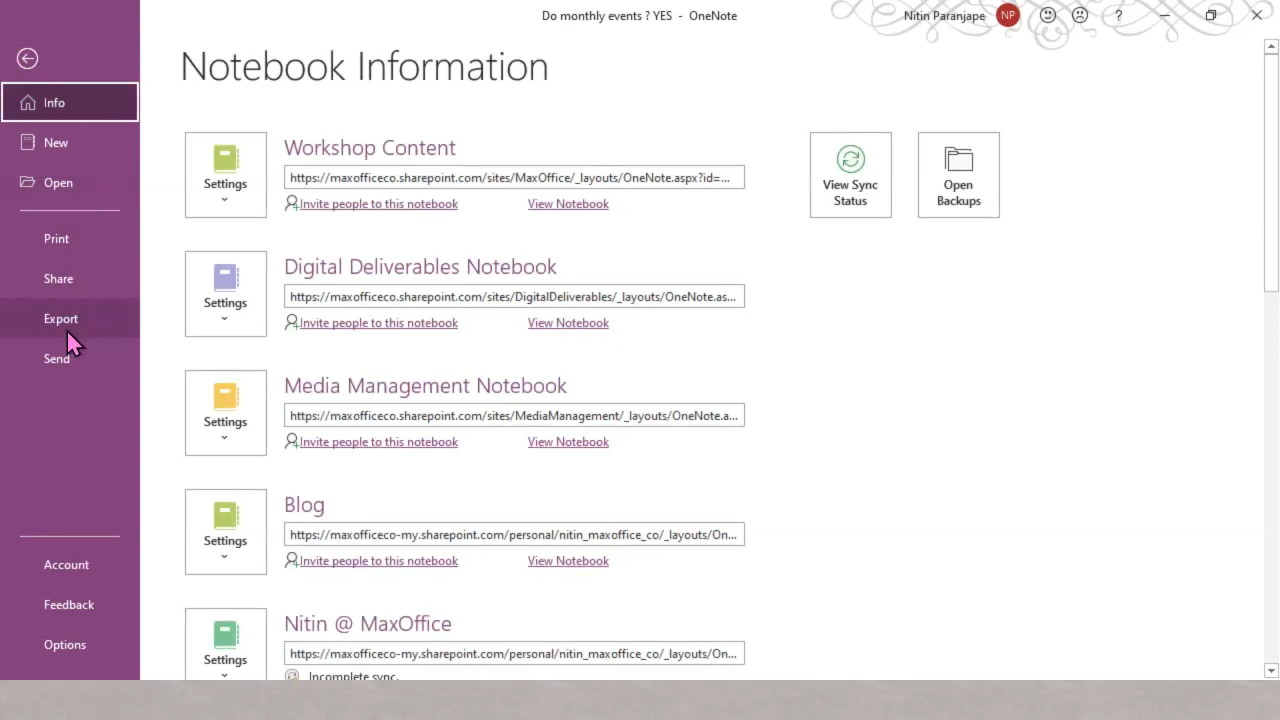 Do monthly events ? YES - OneNote
Nitin Paranjape
NP
?
Info
New
Open
Print
Share
Export
Send
Account
Feedback
Options
Notebook Information
Settings
Workshop Content
https://maxofficeco.sharepoint.com/sites/MaxOffice/_layouts/OneNote.aspx?id=...
Invite people to this notebook
View Notebook
View Sync
Status
Open
Backups
Settings
Digital Deliverables Notebook
https://maxofficeco.sharepoint.com/sites/DigitalDeliverables/_layouts/OneNote.as...
Invite people to this notebook
View Notebook
Settings
Media Management Notebook
https://maxofficeco.sharepoint.com/sites/MediaManagement/_layouts/OneNote.a...
Invite people to this notebook
View Notebook
Settings
Blog
https://maxofficeco-my.sharepoint.com/personal/nitin_maxoffice_co/_layouts/On...
Invite people to this notebook
View Notebook
Settings
Nitin @ MaxOffice
https://maxofficeco-my.sharepoint.com/personal/nitin_maxoffice_co/_layouts/On...
Incomplete sync.